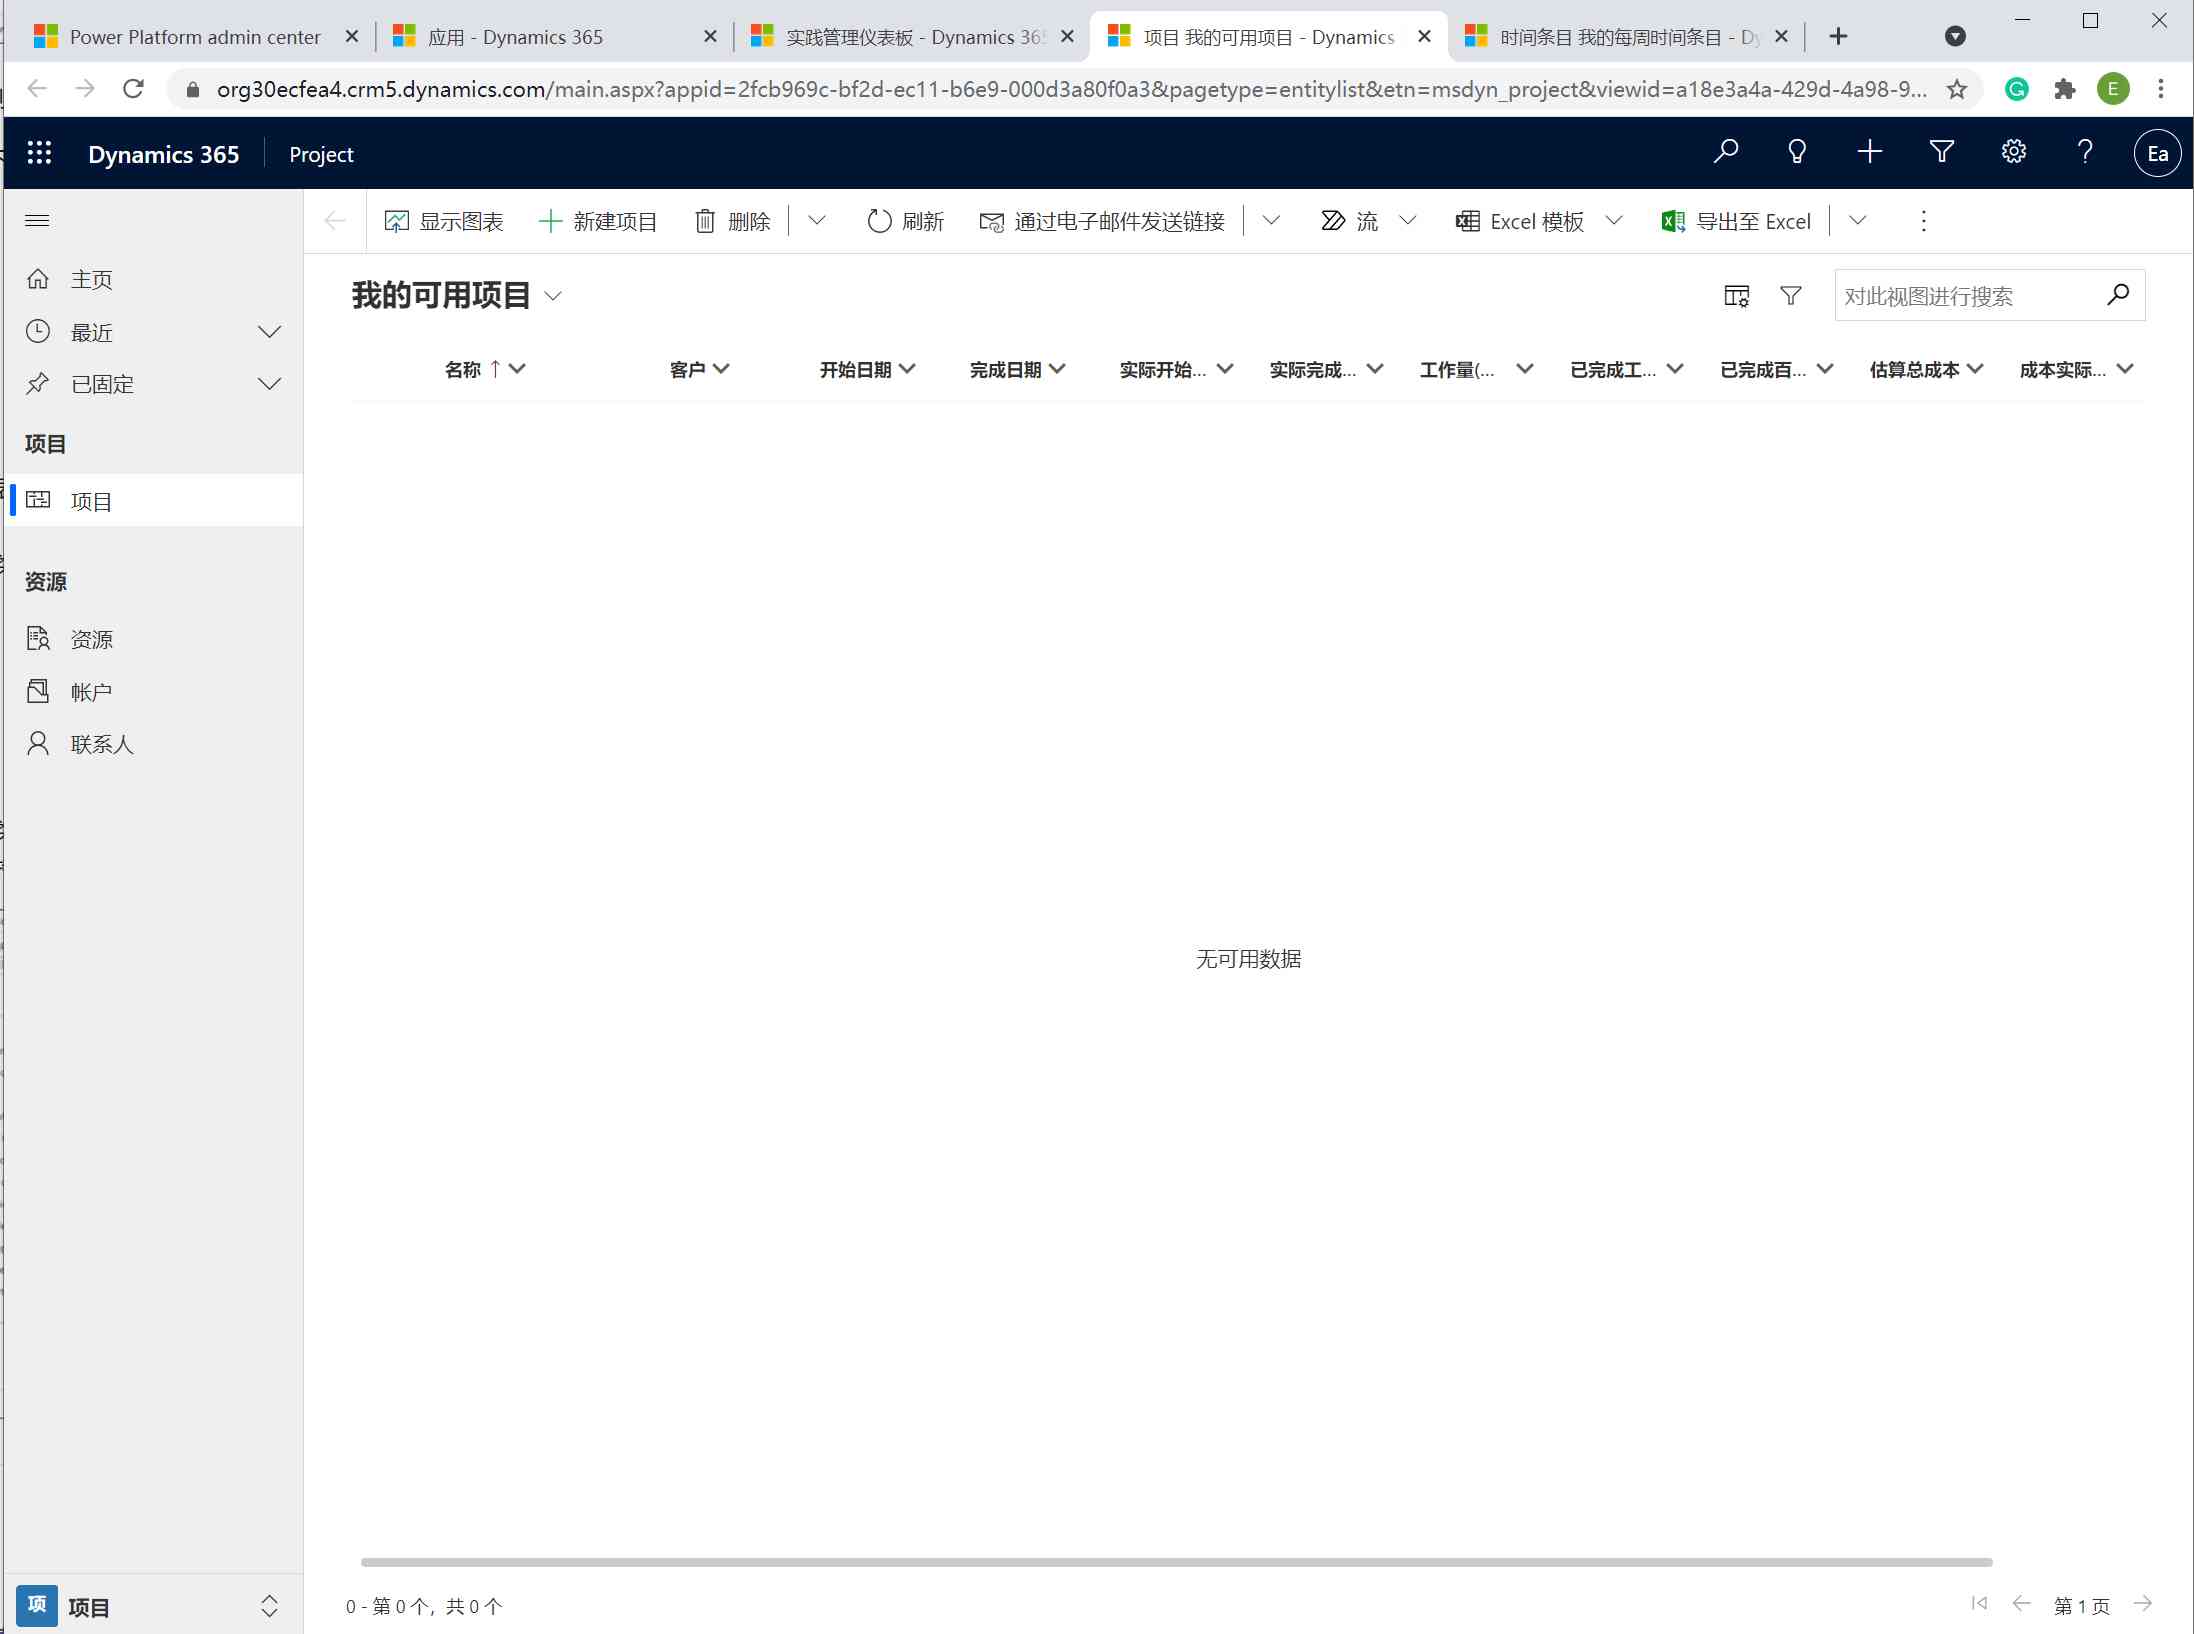 Power Platform admin center
应用 - Dynamics 365
实践管理仪表板 - Dynamics 365
项目 我的可用项目 - Dynamics
时间条目 我的每周时间条目 - Dy
org30ecfea4.crm5.dynamics.com/main.aspx?appid=2fcb969c-bf2d-ec11-b6e9-000d3a80f0a3&pagetype=entitylist&etn=msdyn_project&viewid=a18e3a4a-429d-4a98-9...
E
Dynamics 365
Project
Ea
显示图表
新建项目
删除
刷新
通过电子邮件发送链接
流
Excel 模板
导出至 Excel
主页
最近
已固定
项目
项目
资源
资源
帐户
联系人
我的可用项目
对此视图进行搜索
名称 ↑ 客户 开始日期 完成日期 实际开始... 实际完成... 工作量(... 已完成工... 已完成百... 估算总成本 成本实际...
无可用数据
项 项目
0 - 第 0 个，共 0 个
第 1 页